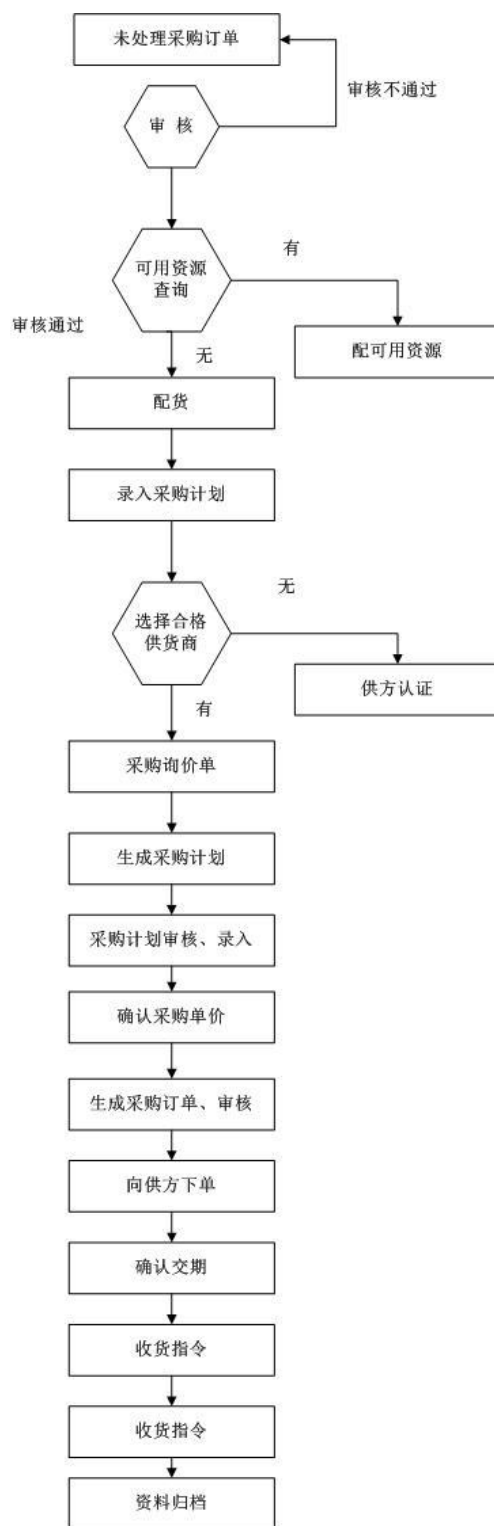 未处理采购订单
审核不通过
审 核
有
可用资源
查询
审核通过
配可用资源
无
配货
录入采购计划
无
选择合格
供货商
供方认证
有
采购询价单
生成采购计划
采购计划审核、录入
确认采购单价
生成采购订单、审核
向供方下单
确认交期
收货指令
收货指令
资料归档